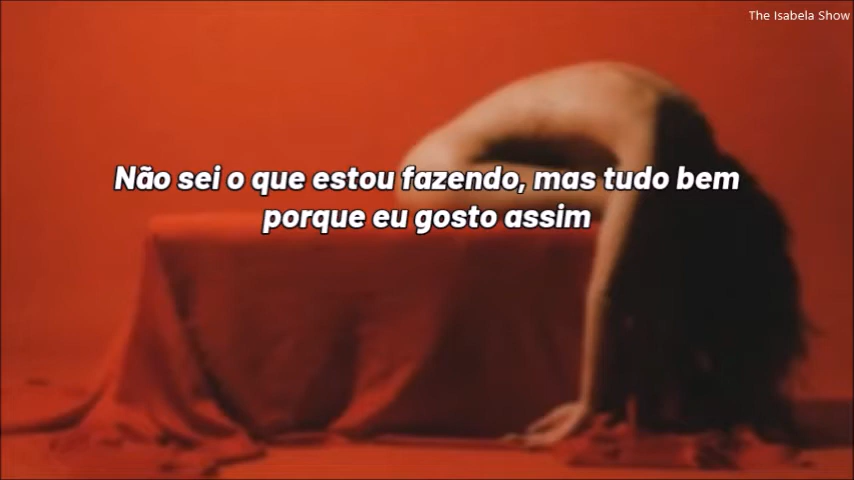 The Isabela Show
Não sei o que estou fazendo, mas tudo bem
porque eu gosto assim